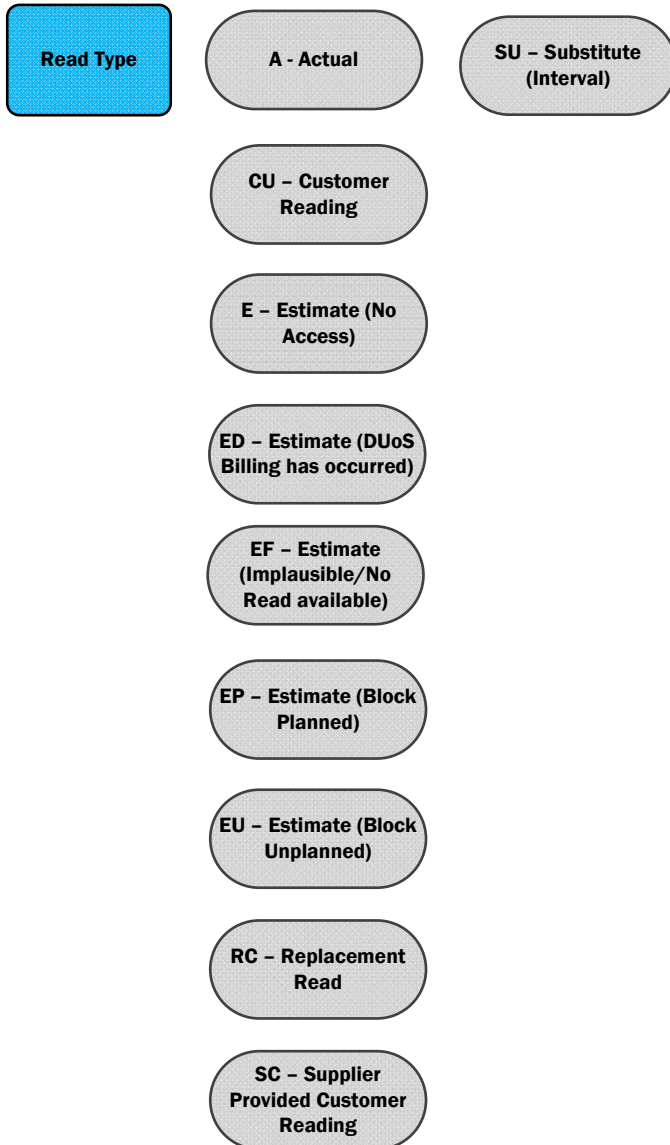 Read Type
A - Actual
SU – Substitute
(Interval)
CU – Customer
Reading
E – Estimate (No
Access)
ED – Estimate (DUoS
Billing has occurred)
EF – Estimate
(Implausible/No
Read available)
EP – Estimate (Block
Planned)
EU – Estimate (Block
Unplanned)
RC – Replacement
Read
SC – Supplier
Provided Customer
Reading